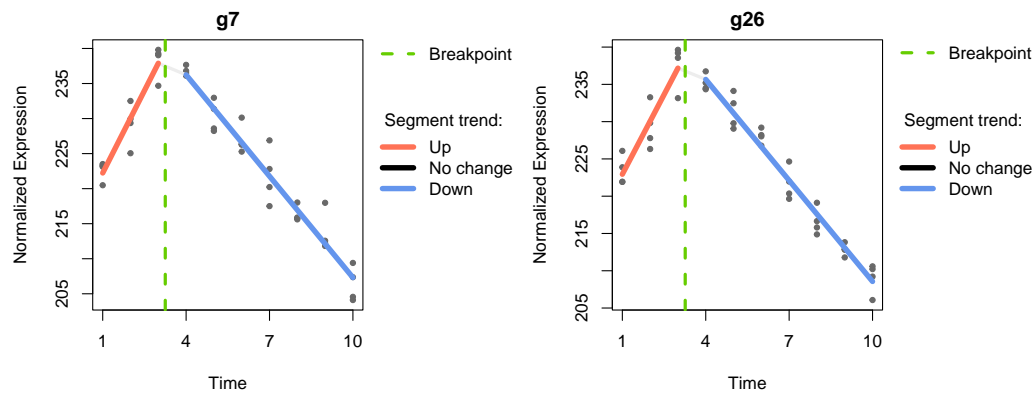 g7
Normalized Expression
235
225
215
205
1 4 7 10
Time
Breakpoint
Segment trend:
Up
No change
Down
g26
Normalized Expression
235
225
215
205
1 4 7 10
Time
Breakpoint
Segment trend:
Up
No change
Down